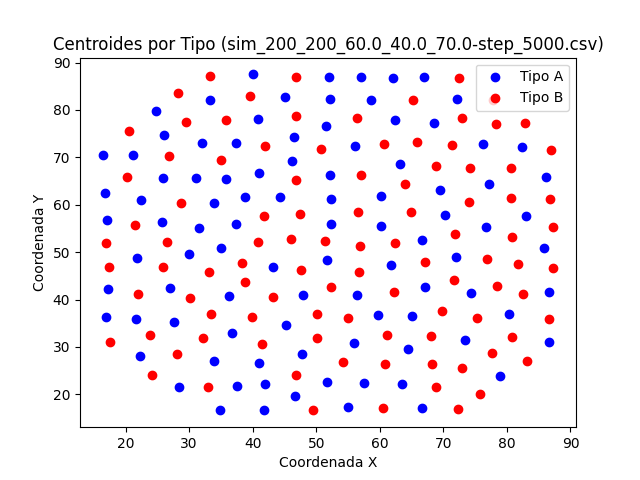 Centroides por Tipo (sim_200_200_60.0_40.0_70.0-step_5000.csv)
Tipo A
Tipo B
90
80
70
60
50
40
30
20
Coordenada Y
20 30 40 50 60 70 80 90
Coordenada X